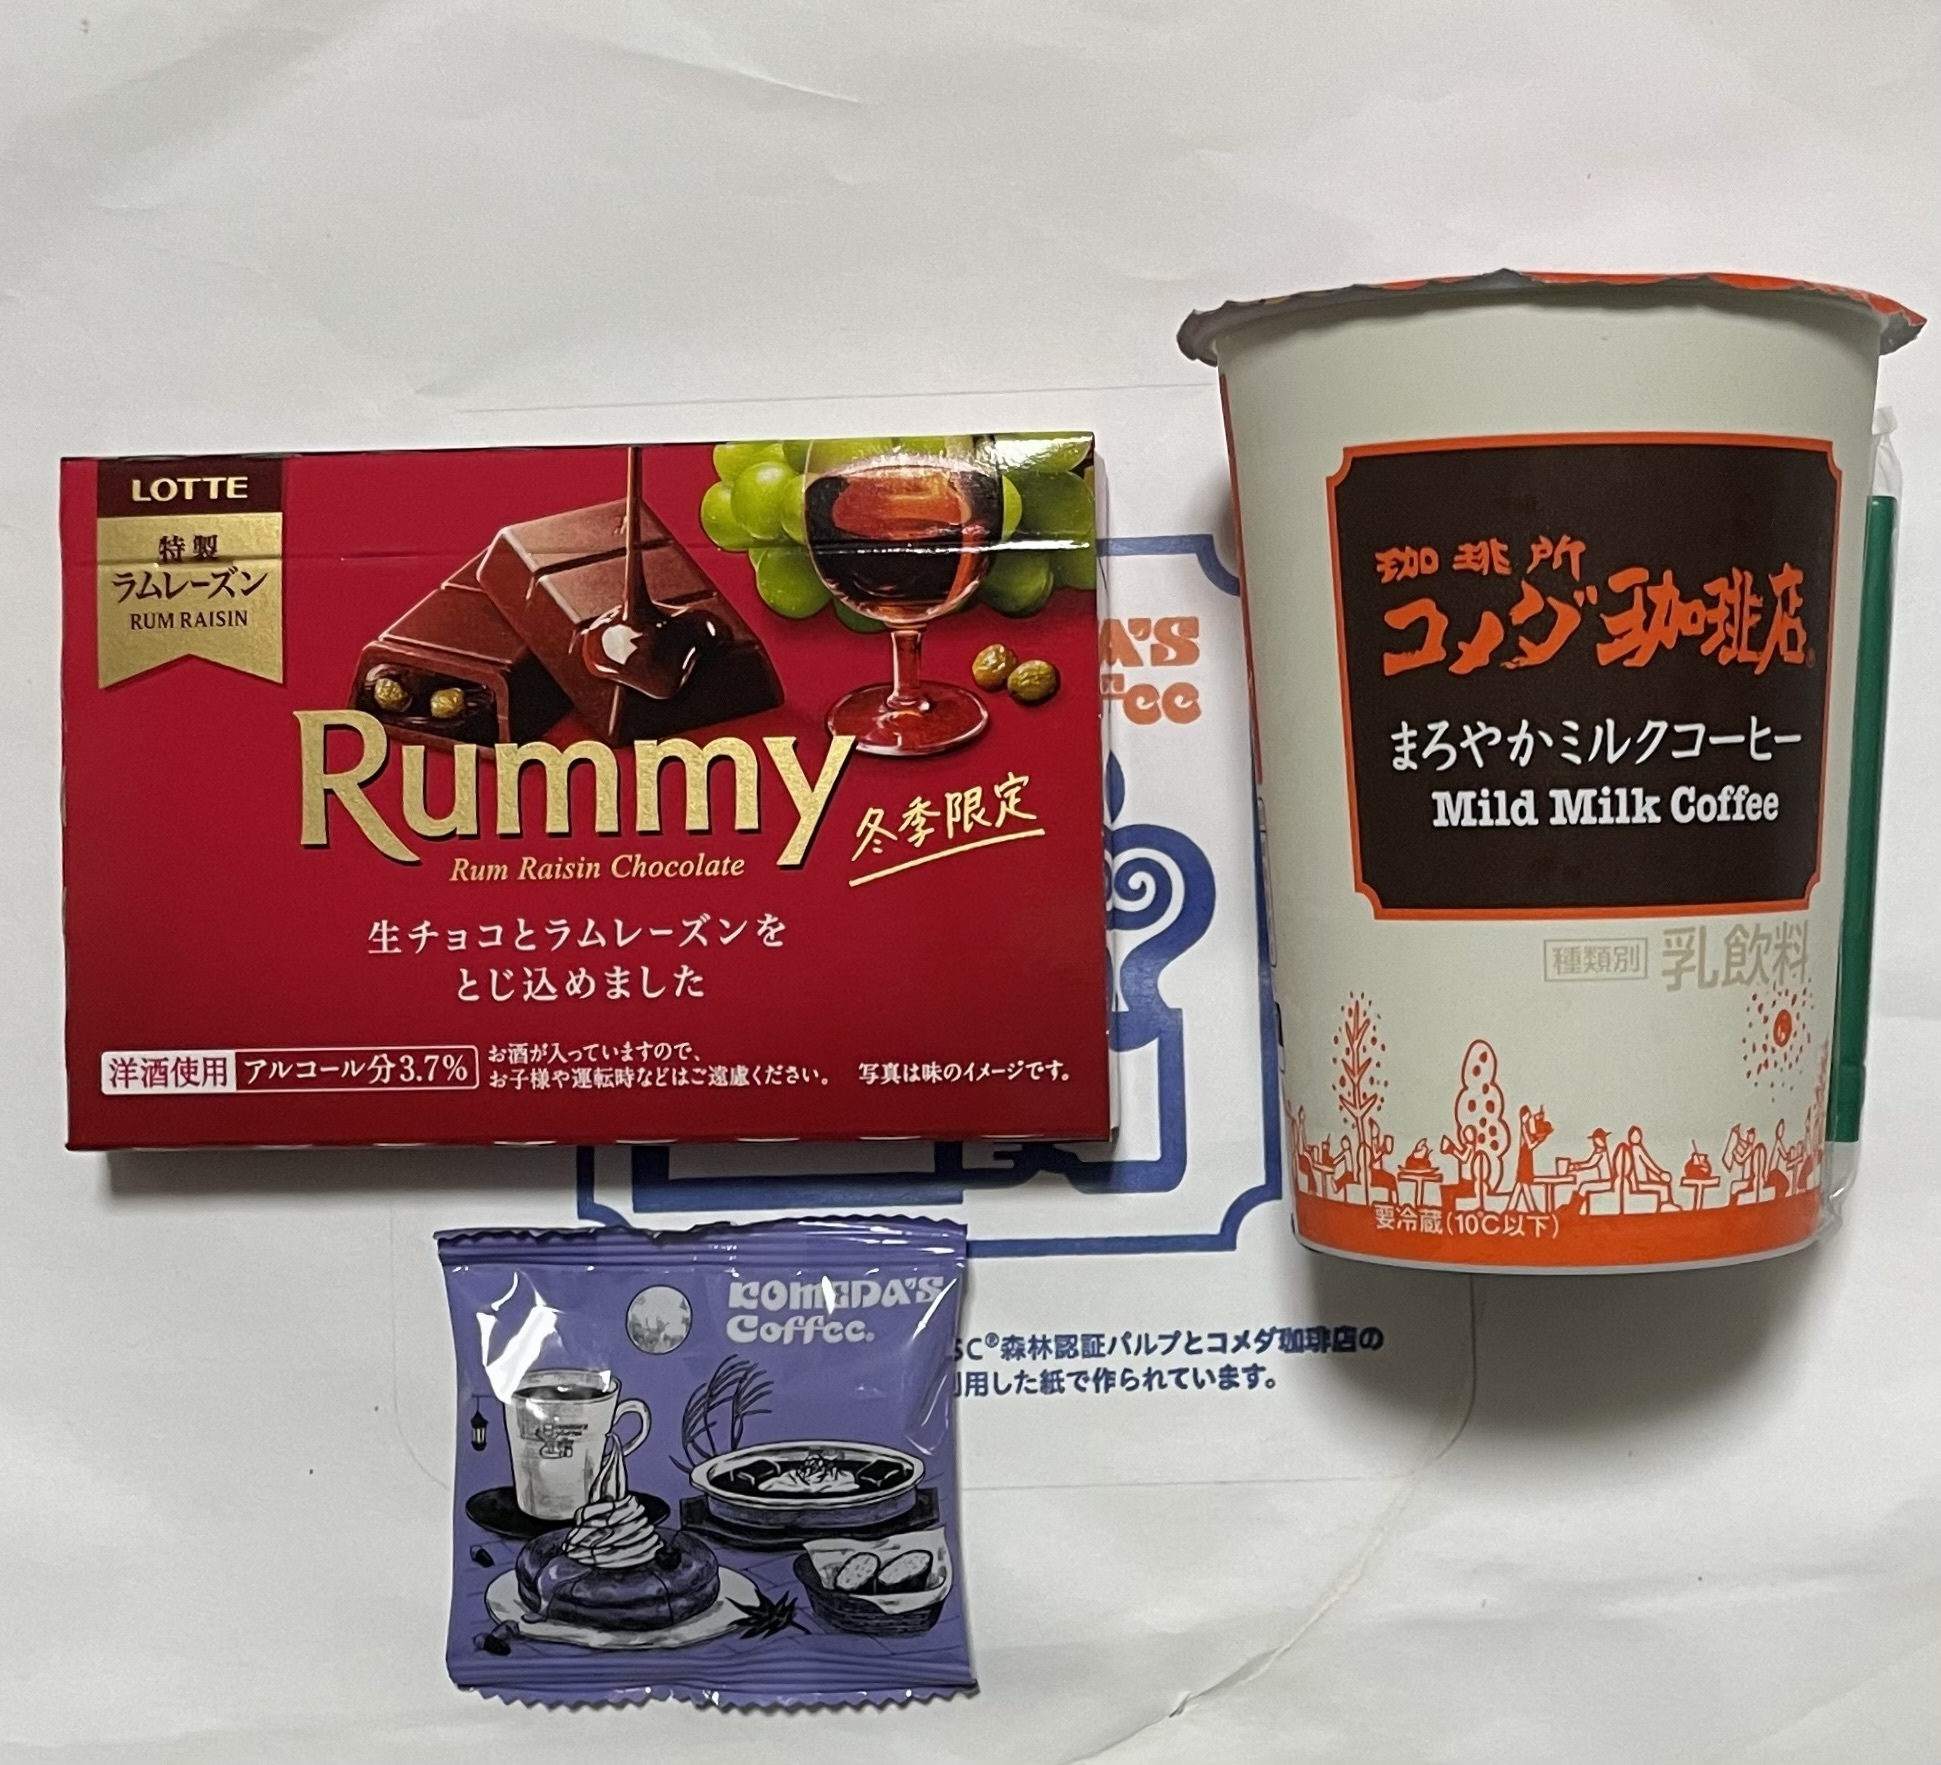 LOTTE
特製
ラムレーズン
RUM RAISIN
Rummy
冬季限定
Rum Raisin Chocolate
生チョコとラムレーズンを
とじ込めました
洋酒使用 アルコール分3.7%
お酒が入っていますので、
お子様や運転時などはご遠慮ください。
写真は味のイメージです。
珈琲所
コメダ珈琲店®
まろやかミルクコーヒー
Mild Milk Coffee
種類別 乳飲料
要冷蔵(10℃以下)
KOMEDA'S
Coffee®
A'S
SC®森林認証パルプとコメダ珈琲店の
用した紙で作られています。